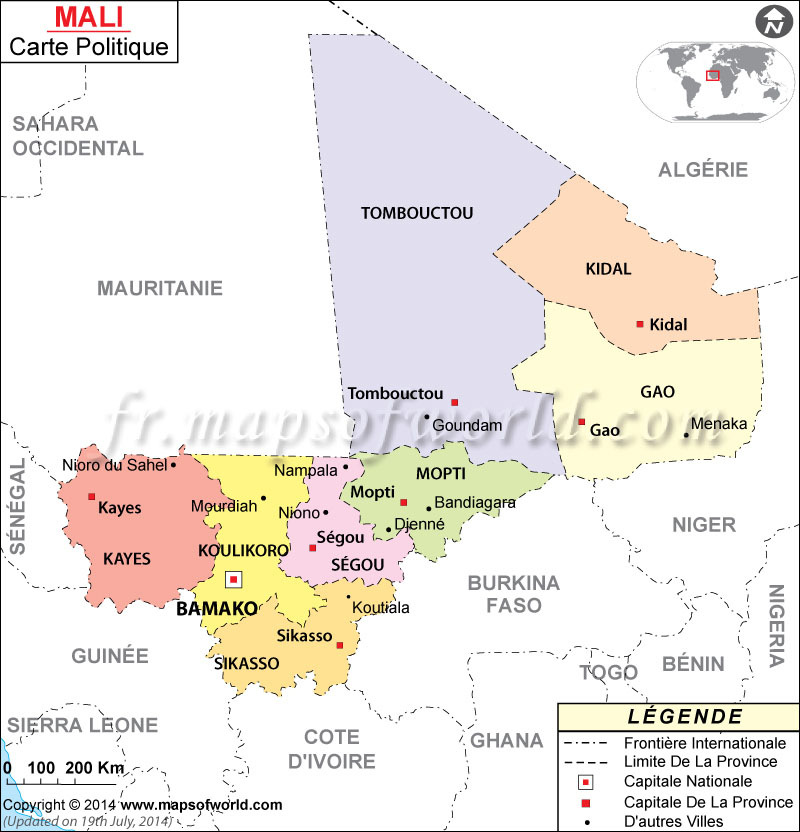 MALI
Carte Politique
N
SAHARA
OCCIDENTAL
ALGÉRIE
TOMBOUCTOU
KIDAL
MAURITANIE
Kidal
Tombouctou
GAO
Goundam
Gao
Menaka
fr.mapsofworld.com
Nioro du Sahel
Nampala
MOPTI
SÉNÉGAL
Kayes
Mourdiah
Niono
Mopti
Bandiagara
Djenné
NIGER
KAYES
KOULIKORO
Ségou
SÉGOU
BURKINA
FASO
BAMAKO
Koutiala
NIGERIA
Sikasso
SIKASSO
GUINÉE
TOGO
BÉNIN
SIERRA LEONE
COTE
D'IVOIRE
GHANA
LÉGENDE
Frontière Internationale
Limite De La Province
Capitale Nationale
Capitale De La Province
D'autres Villes
0 100 200 Km
Copyright © 2014 www.mapsofworld.com
(Updated on 19th July, 2014)